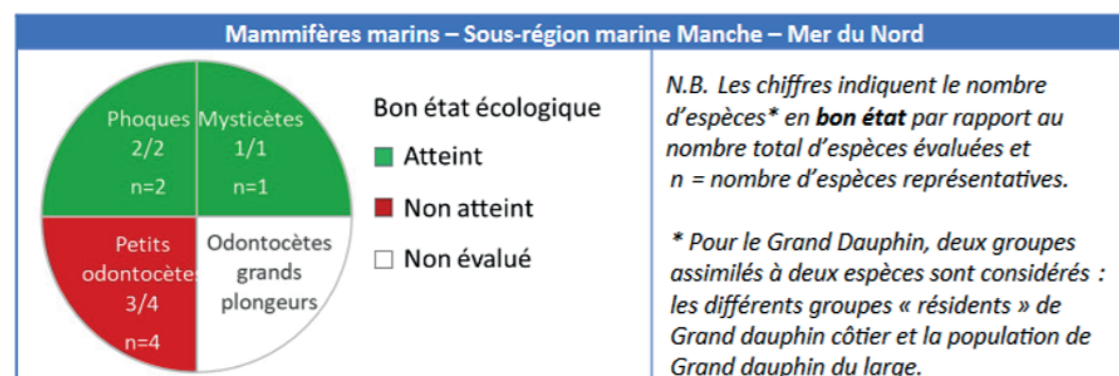 Mammifères marins – Sous-région marine Manche – Mer du Nord
Phoques
2/2
n=2
Mysticètes
1/1
n=1
Petits
odontocète
3/4
n=4
Odontocètes
grands
plongeurs
Bon état écologique
Atteint
Non atteint
Non évalué
N.B. Les chiffres indiquent le nombre
d'espèces* en bon état par rapport au
nombre total d'espèces évaluées et
n = nombre d'espèces représentatives.
* Pour le Grand Dauphin, deux groupes
assimilés à deux espèces sont considérés :
les différents groupes « résidents » de
Grand dauphin côtier et la population de
Grand dauphin du large.